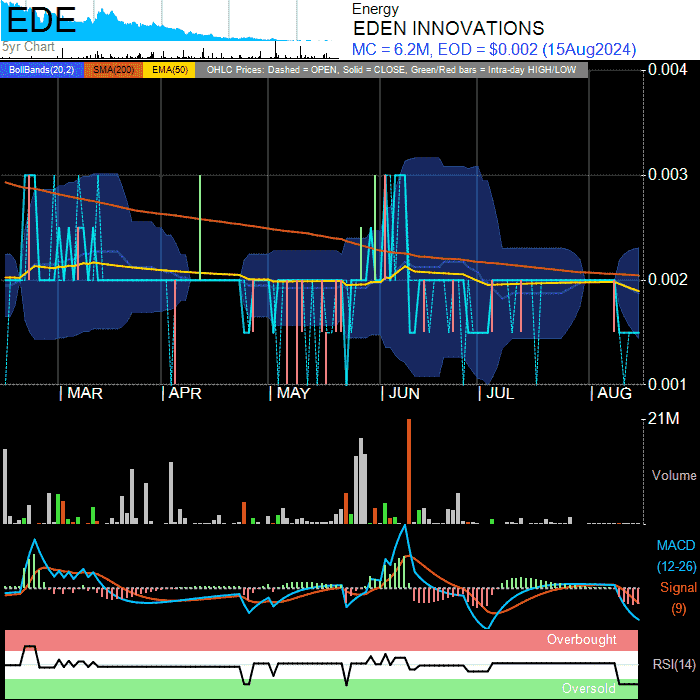 EDE
5yr Chart
Energy
EDEN INNOVATIONS
MC = 6.2M, EOD = $0.002 (15Aug2024)
BollBands(20,2) SMA(200) EMA(50) OHLC Prices: Dashed = OPEN, Solid = CLOSE, Green/Red bars = Intra-day HIGH/LOW
0.004
0.003
0.002
0.001
MAR APR MAY JUN JUL AUG
21M
Volume
MACD
(12-26)
Signal
(9)
Overbought
RSI(14)
Oversold